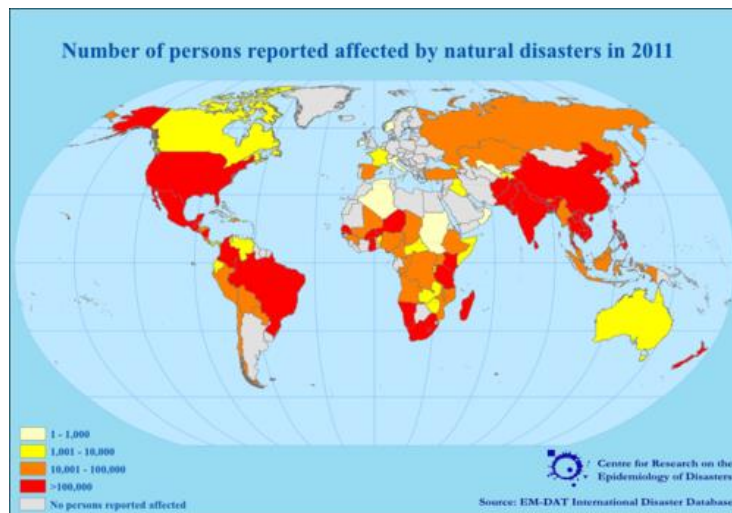 Number of persons reported affected by natural disasters in 2011
1 - 1,000
1,001 - 10,000
10,001 - 100,000
>100,000
No persons reported affected
Centre for Research on the
Epidemiology of Disasters
Source: EM-DAT International Disaster Database